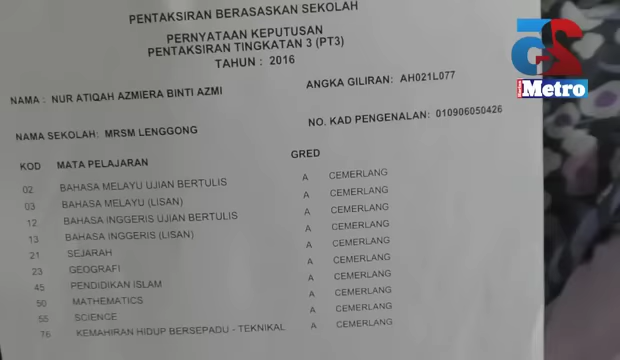 PENTAKSIRAN BERASASKAN SEKOLAH
PERNYATAAN KEPUTUSAN
PENTAKSIRAN TINGKATAN 3 (PT3)
TAHUN : 2016
NAMA : NUR ATIQAH AZMIERA BINTI AZMI ANGKA GILIRAN: AH021L077
NAMA SEKOLAH: MRSM LENGGONG NO. KAD PENGENALAN: 010906050426
KOD MATA PELAJARAN GRED
02 BAHASA MELAYU UJIAN BERTULIS A CEMERLANG
03 BAHASA MELAYU (LISAN) A CEMERLANG
12 BAHASA INGGERIS UJIAN BERTULIS A CEMERLANG
13 BAHASA INGGERIS (LISAN) A CEMERLANG
21 SEJARAH A CEMERLANG
23 GEOGRAFI A CEMERLANG
45 PENDIDIKAN ISLAM A CEMERLANG
50 MATHEMATICS A CEMERLANG
55 SCIENCE A CEMERLANG
76 KEMAHIRAN HIDUP BERSEPADU - TEKNIKAL A CEMERLANG
Metro